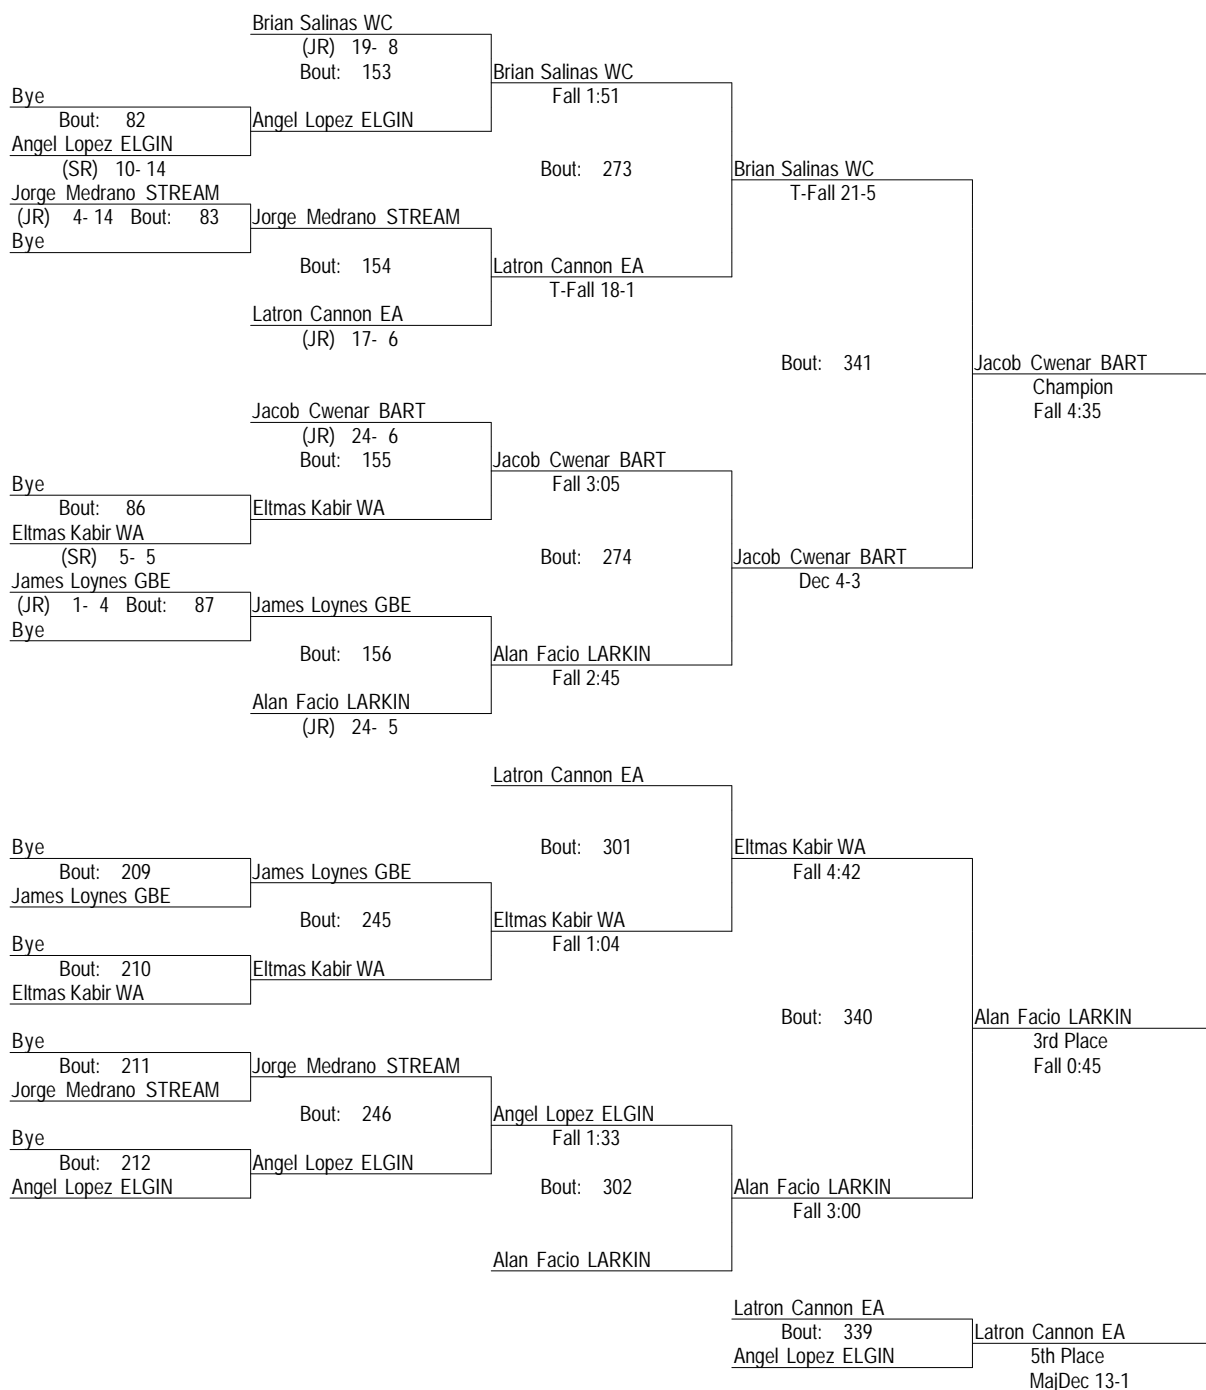 Brian Salinas WC
(JR) 19- 8
Bout: 153
Brian Salinas WC
Fall 1:51
Bye
Bout: 82
Angel Lopez ELGIN
Angel Lopez ELGIN
(SR) 10- 14
Bout: 273
Brian Salinas WC
T-Fall 21-5
Jorge Medrano STREAM
(JR) 4- 14 Bout: 83
Jorge Medrano STREAM
Bye
Bout: 154
Latron Cannon EA
T-Fall 18-1
Latron Cannon EA
(JR) 17- 6
Bout: 341
Jacob Cwenar BART
Champion
Fall 4:35
Jacob Cwenar BART
(JR) 24- 6
Bout: 155
Jacob Cwenar BART
Fall 3:05
Bye
Bout: 86
Eltmas Kabir WA
Eltmas Kabir WA
(SR) 5- 5
Bout: 274
Jacob Cwenar BART
Dec 4-3
James Loynes GBE
(JR) 1- 4 Bout: 87
James Loynes GBE
Bye
Bout: 156
Alan Facio LARKIN
Fall 2:45
Alan Facio LARKIN
(JR) 24- 5
Latron Cannon EA
Bout: 301
Eltmas Kabir WA
Fall 4:42
Bye
Bout: 209
James Loynes GBE
James Loynes GBE
Bout: 245
Eltmas Kabir WA
Fall 1:04
Bye
Bout: 210
Eltmas Kabir WA
Eltmas Kabir WA
Bout: 340
Alan Facio LARKIN
3rd Place
Fall 0:45
Bye
Bout: 211
Jorge Medrano STREAM
Jorge Medrano STREAM
Bout: 246
Angel Lopez ELGIN
Fall 1:33
Bye
Bout: 212
Angel Lopez ELGIN
Angel Lopez ELGIN
Bout: 302
Alan Facio LARKIN
Fall 3:00
Alan Facio LARKIN
Latron Cannon EA
Bout: 339
Angel Lopez ELGIN
Latron Cannon EA
5th Place
MajDec 13-1